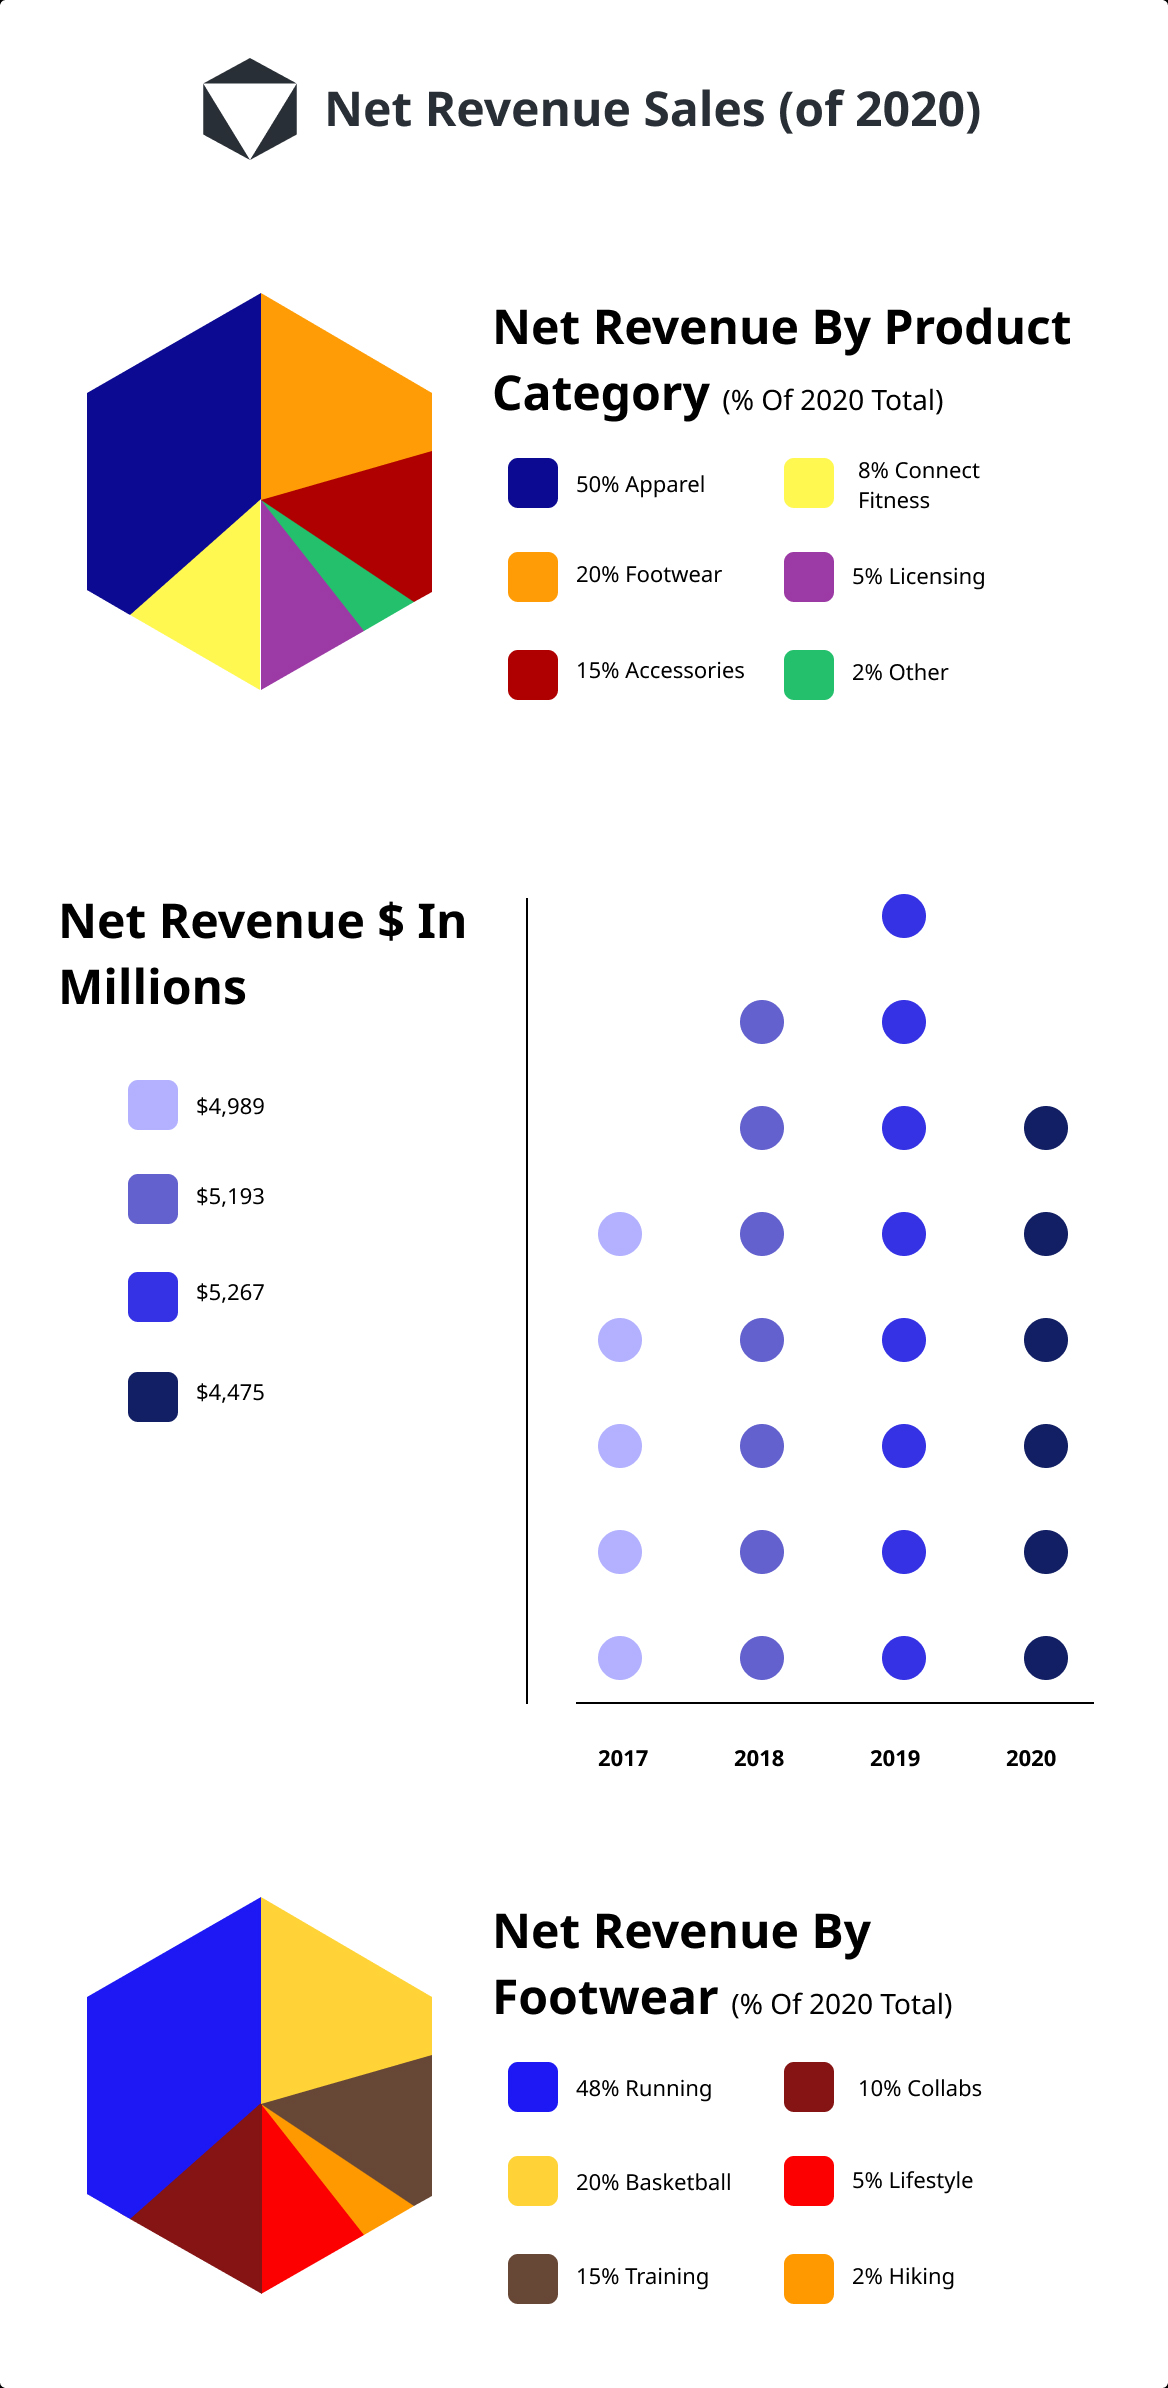 Net Revenue Sales (of 2020)
Net Revenue By Product
Category (% Of 2020 Total)
50% Apparel
8% Connect
Fitness
20% Footwear
5% Licensing
15% Accessories
2% Other
Net Revenue $ In
Millions
$4,989
$5,193
$5,267
$4,475
2017 2018 2019 2020
Net Revenue By
Footwear (% Of 2020 Total)
48% Running
10% Collabs
20% Basketball
5% Lifestyle
15% Training
2% Hiking